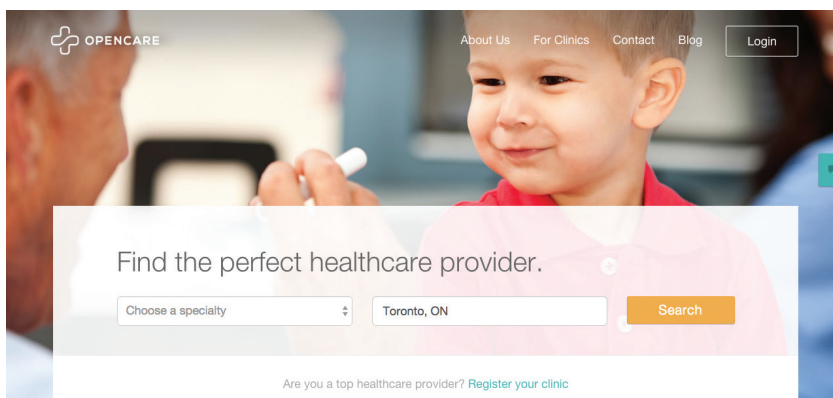 OPENCARE
About Us For Clinics Contact Blog Login
Find the perfect healthcare provider.
Choose a specialty Toronto, ON Search
Are you a top healthcare provider? Register your clinic